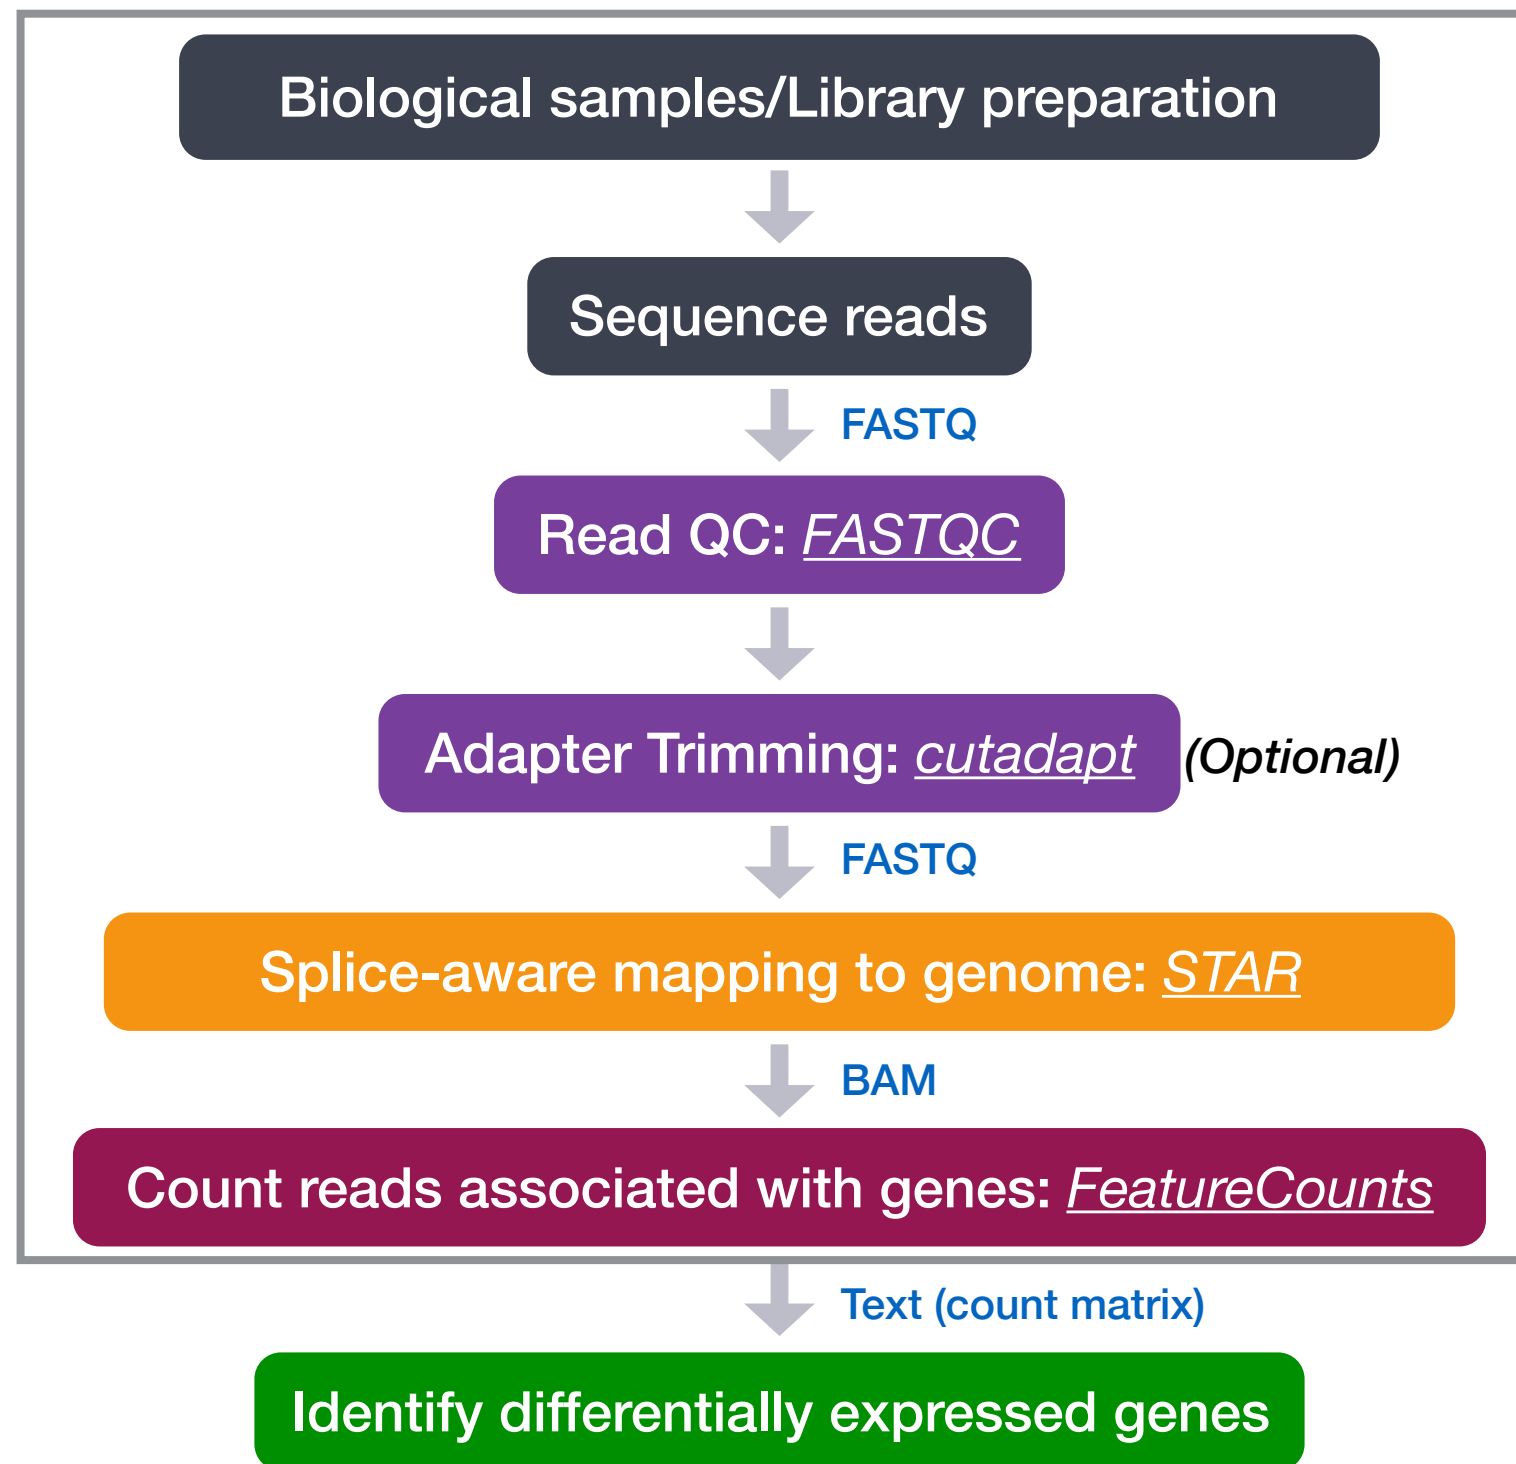 Biological samples/Library preparation
Sequence reads
FASTQ
Read QC: FASTQC
Adapter Trimming: cutadapt (Optional)
FASTQ
Splice-aware mapping to genome: STAR
BAM
Count reads associated with genes: FeatureCounts
Text (count matrix)
Identify differentially expressed genes